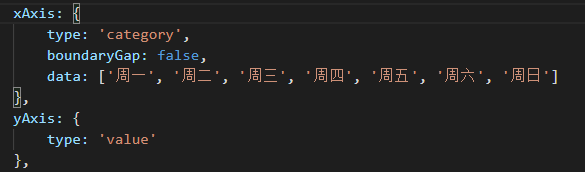 xAxis: {
    type: 'category',
    boundaryGap: false,
    data: ['周一', '周二', '周三', '周四', '周五', '周六', '周日']
},
yAxis: {
    type: 'value'
},